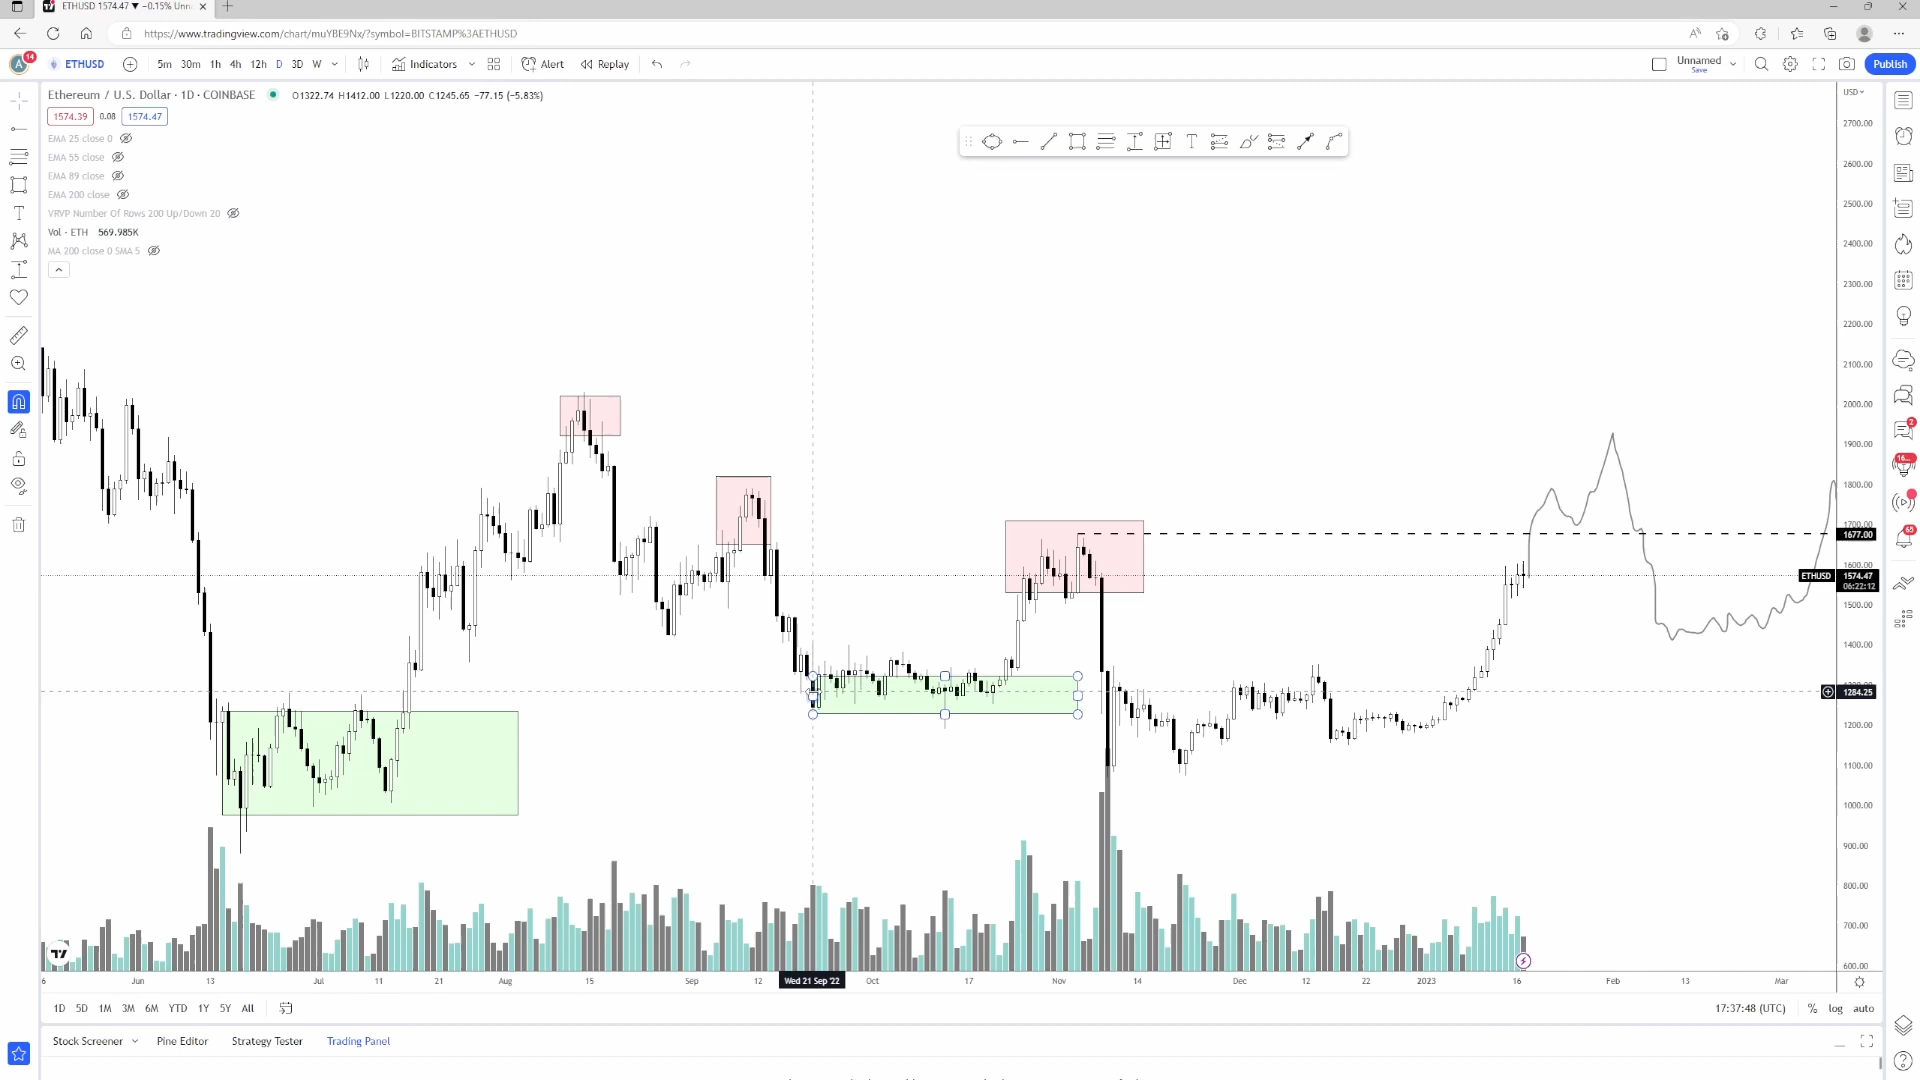 ETHUSD 1574.47 ▼ −0.15% Unn
https://www.tradingview.com/chart/muYBE9Nx/?symbol=BITSTAMP%3AETHUSD
A 14 ETHUSD 5m 30m 1h 4h 12h D 3D W Indicators Alert Replay Unnamed Save Publish
Ethereum / U.S. Dollar · 1D · COINBASE O1322.74 H1412.00 L1220.00 C1245.65 −77.15 (−5.83%)
USD
1574.39 0.08 1574.47
EMA 25 close 0
EMA 55 close
EMA 89 close
EMA 200 close
VRVP Number Of Rows 200 Up/Down 20
Vol · ETH 569.985K
MA 200 close 0 SMA 5
2700.00
2600.00
2500.00
2400.00
2300.00
2200.00
2100.00
2000.00
1900.00
1800.00
1700.00
1677.00
1600.00
ETHUSD 1574.47
06:22:12
1500.00
1400.00
1284.25
1200.00
1100.00
1000.00
900.00
800.00
700.00
600.00
2
16...
65
6 Jun 13 Jul 11 21 Aug 15 Sep 12 Wed 21 Sep '22 Oct 17 Nov 14 Dec 12 22 2023 16 Feb 13 Mar
1D 5D 1M 3M 6M YTD 1Y 5Y All 17:37:48 (UTC) % log auto
Stock Screener Pine Editor Strategy Tester Trading Panel